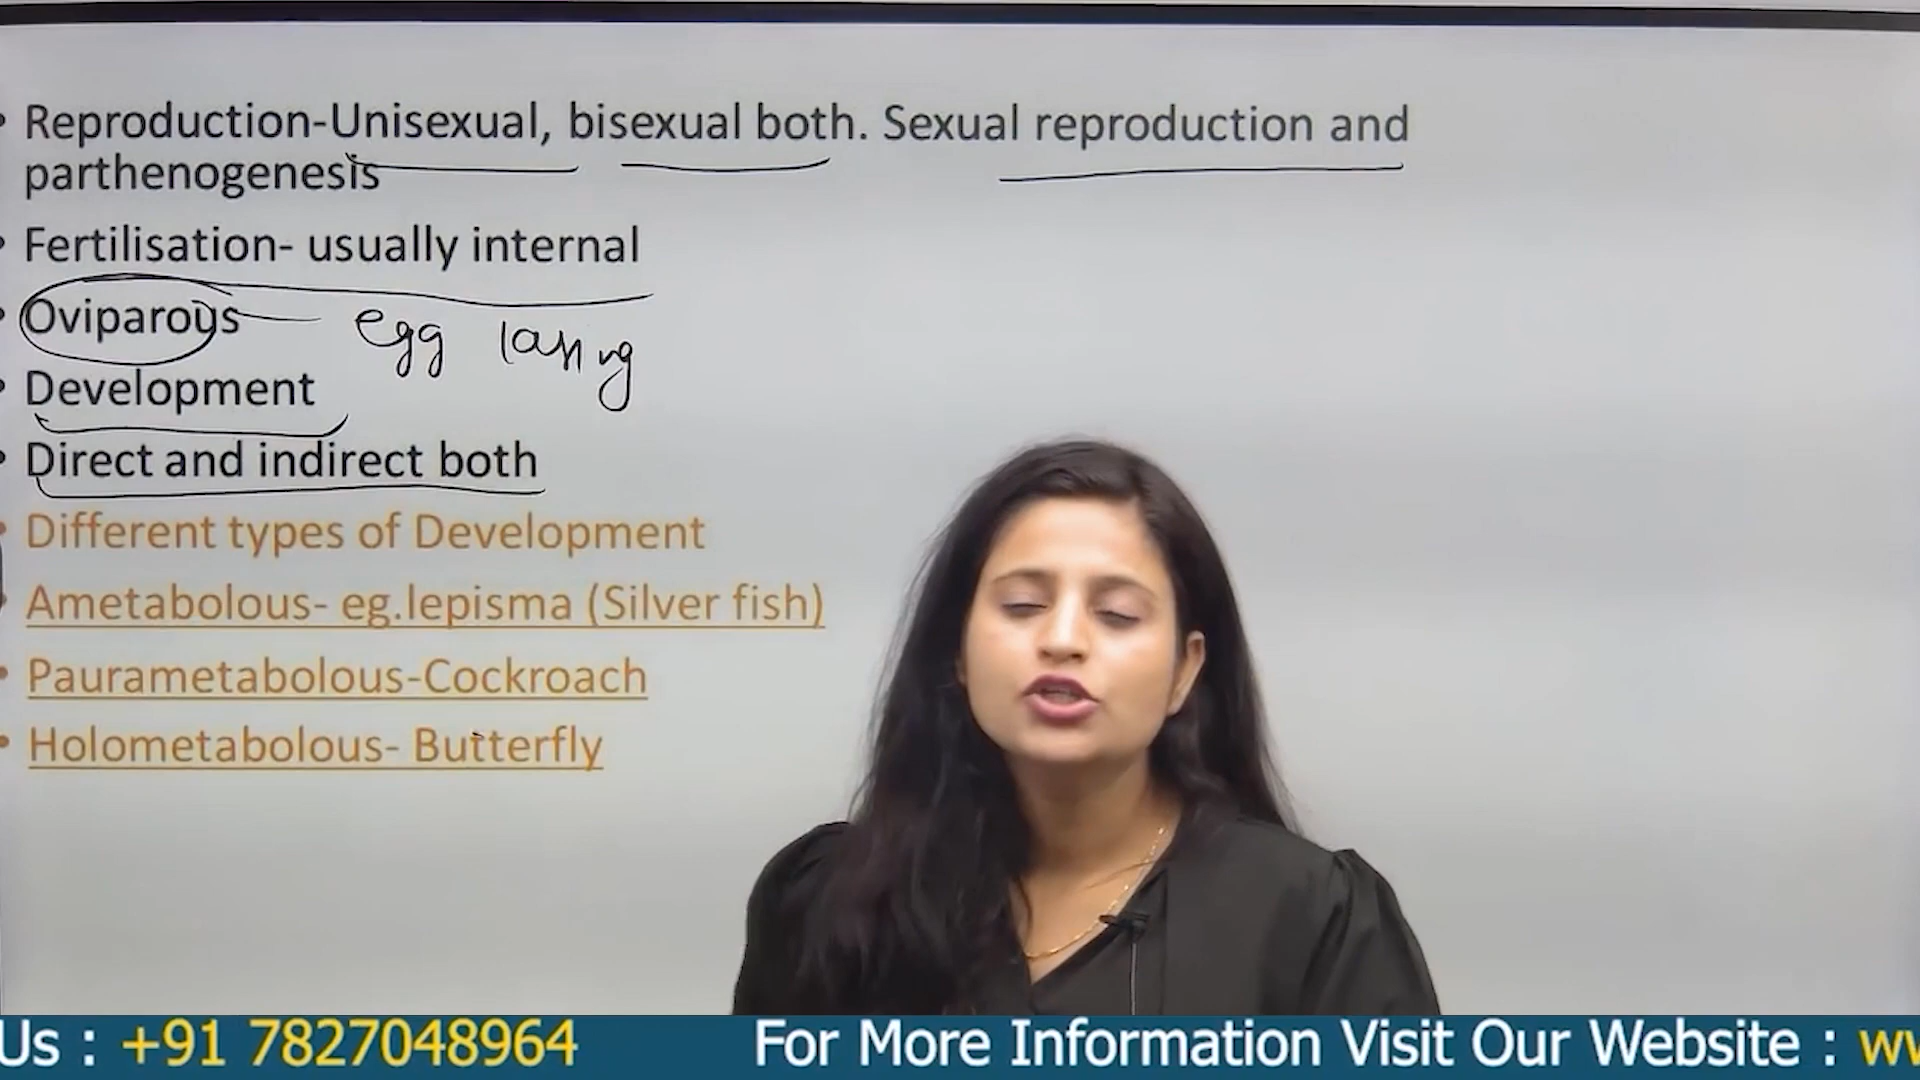 • Reproduction-Unisexual, bisexual both. Sexual reproduction and
parthenogenesis
• Fertilisation- usually internal
• Oviparous egg laying
• Development
• Direct and indirect both
• Different types of Development
Ametabolous- eg.lepisma (Silver fish)
• Paurametabolous-Cockroach
• Holometabolous- Butterfly
Us : +91 7827048964 For More Information Visit Our Website :